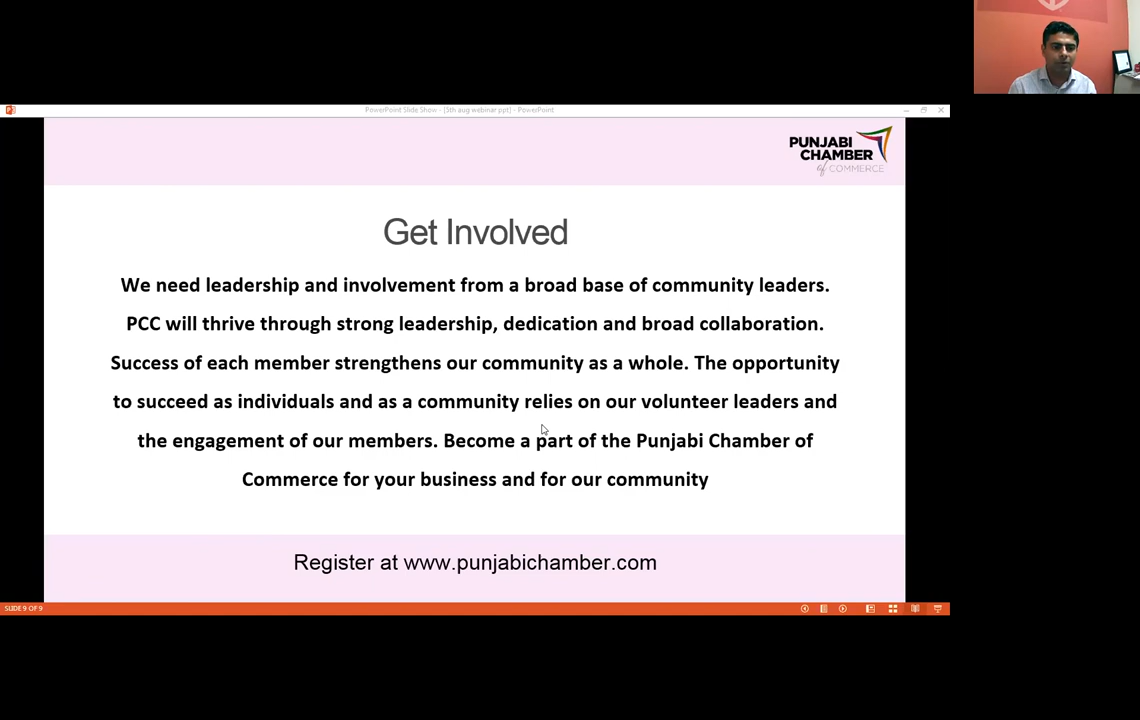 PowerPoint Slide Show - [5th aug webinar ppt] - PowerPoint
PUNJABI
CHAMBER
of COMMERCE
Get Involved
We need leadership and involvement from a broad base of community leaders.
PCC will thrive through strong leadership, dedication and broad collaboration.
Success of each member strengthens our community as a whole. The opportunity
to succeed as individuals and as a community relies on our volunteer leaders and
the engagement of our members. Become a part of the Punjabi Chamber of
Commerce for your business and for our community
Register at www.punjabichamber.com
SLIDE 9 OF 9